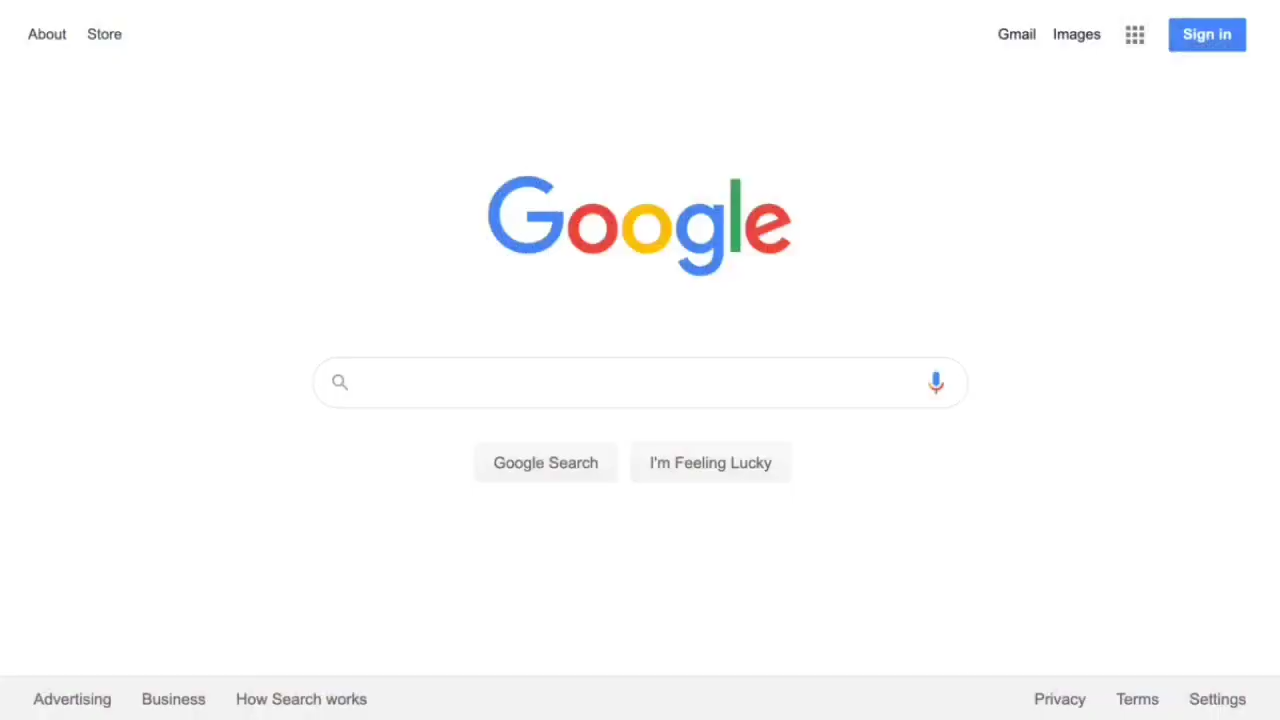 About Store Gmail Images Sign in
Google
Google Search I'm Feeling Lucky
Advertising Business How Search works Privacy Terms Settings